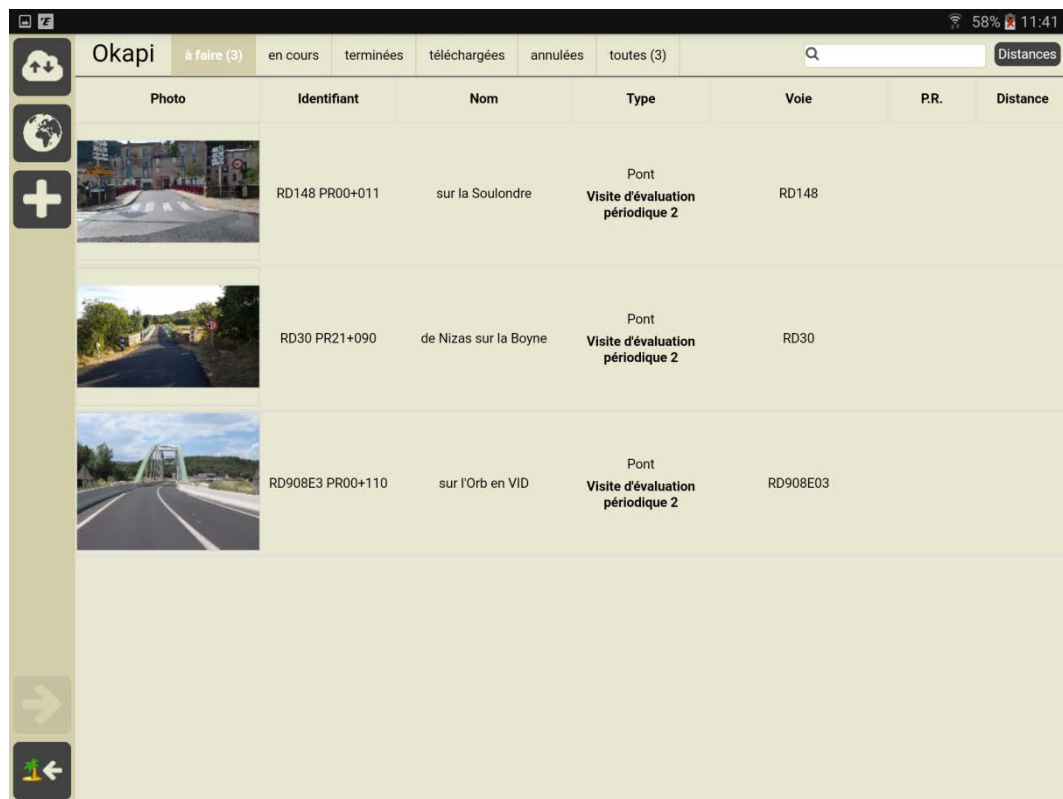 58% 11:41
Okapi à faire (3) en cours terminées téléchargées annulées toutes (3) Distances
Photo Identifiant Nom Type Voie P.R. Distance
RD148 PR00+011 sur la Soulondre Pont RD148
Visite d'évaluation
périodique 2
RD30 PR21+090 de Nizas sur la Boyne Pont RD30
Visite d'évaluation
périodique 2
RD908E3 PR00+110 sur l'Orb en VID Pont RD908E03
Visite d'évaluation
périodique 2